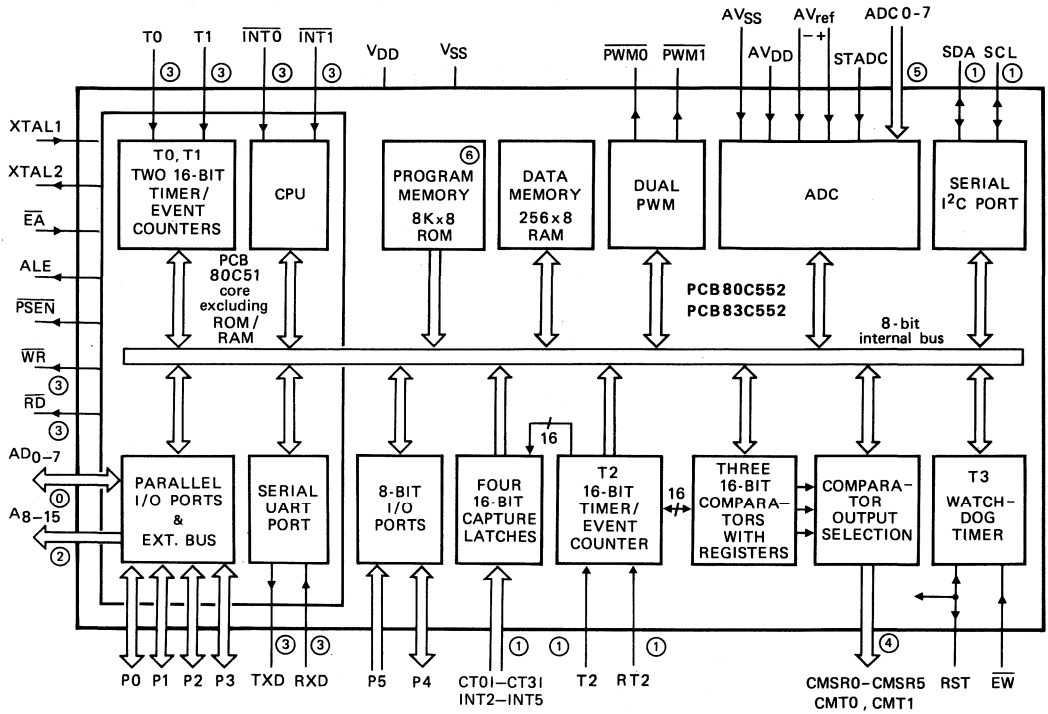 T0 T1 INT0 INT1 VDD VSS PWM0 PWM1 AVSS AVDD AVref −+ STADC ADC0-7 SDA SCL
③ ③ ③ ③ ⑤ ① ①
XTAL1
XTAL2
EA
ALE
PSEN
WR
③
RD
③
AD0-7
⓪
A8-15
②
T0, T1
TWO 16-BIT
TIMER/
EVENT
COUNTERS
CPU
⑥
PROGRAM
MEMORY
8Kx8
ROM
DATA
MEMORY
256x8
RAM
DUAL
PWM
ADC
SERIAL
I²C PORT
PCB
80C51
core
excluding
ROM/
RAM
PCB80C552
PCB83C552
8-bit
internal bus
PARALLEL
I/O PORTS
&
EXT. BUS
SERIAL
UART
PORT
8-BIT
I/O
PORTS
FOUR
16-BIT
CAPTURE
LATCHES
16
T2
16-BIT
TIMER/
EVENT
COUNTER
16
THREE
16-BIT
COMPARA-
TORS
WITH
REGISTERS
COMPARA-
TOR
OUTPUT
SELECTION
T3
WATCH-
DOG
TIMER
③ ③ ① ① ① ④
P0 P1 P2 P3 TXD RXD P5 P4
CT0I−CT3I
INT2−INT5
T2 RT2
CMSR0−CMSR5
CMT0, CMT1
RST EW